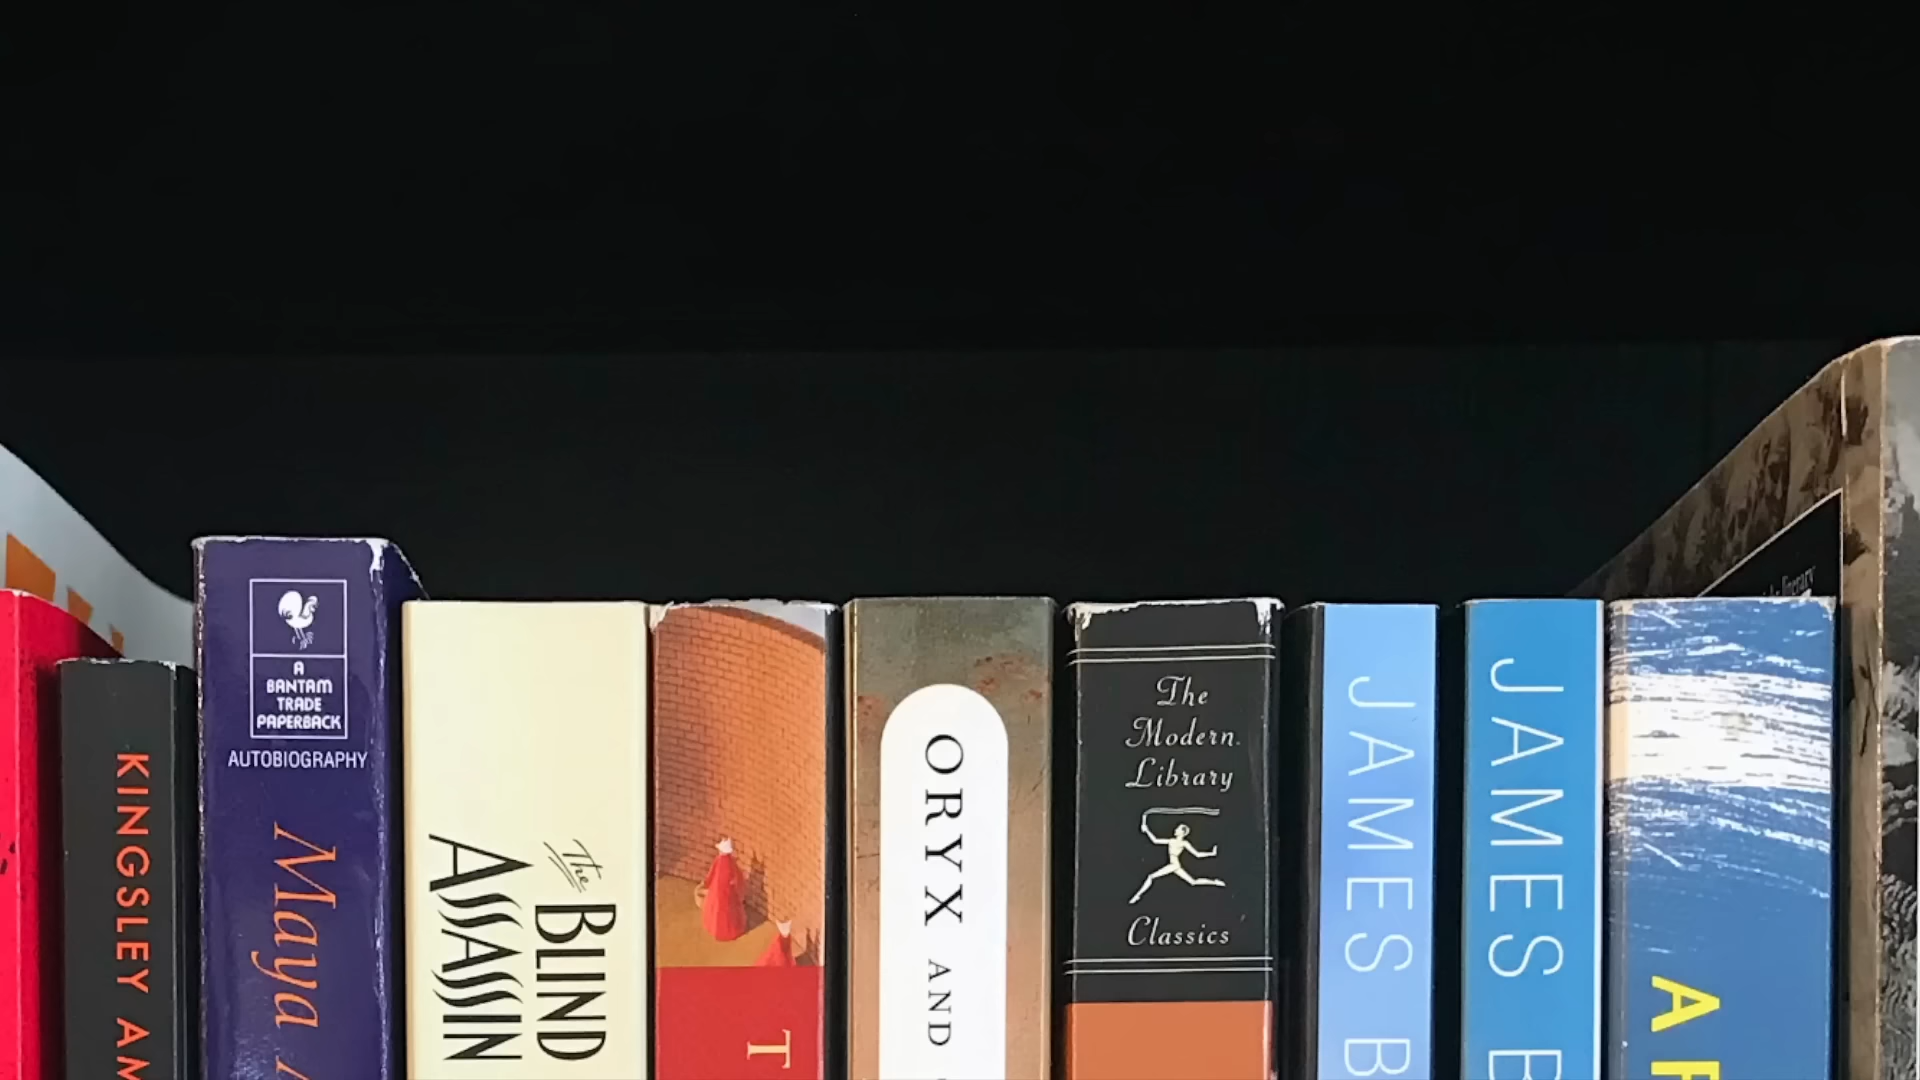 KINGSLEY AM
A
BANTAM
TRADE
PAPERBACK
AUTOBIOGRAPHY
Maya
The
BLIND
ASSASSIN
T
ORYX AND
The
Modern
Library
Classics
JAMES B
JAMES B
A